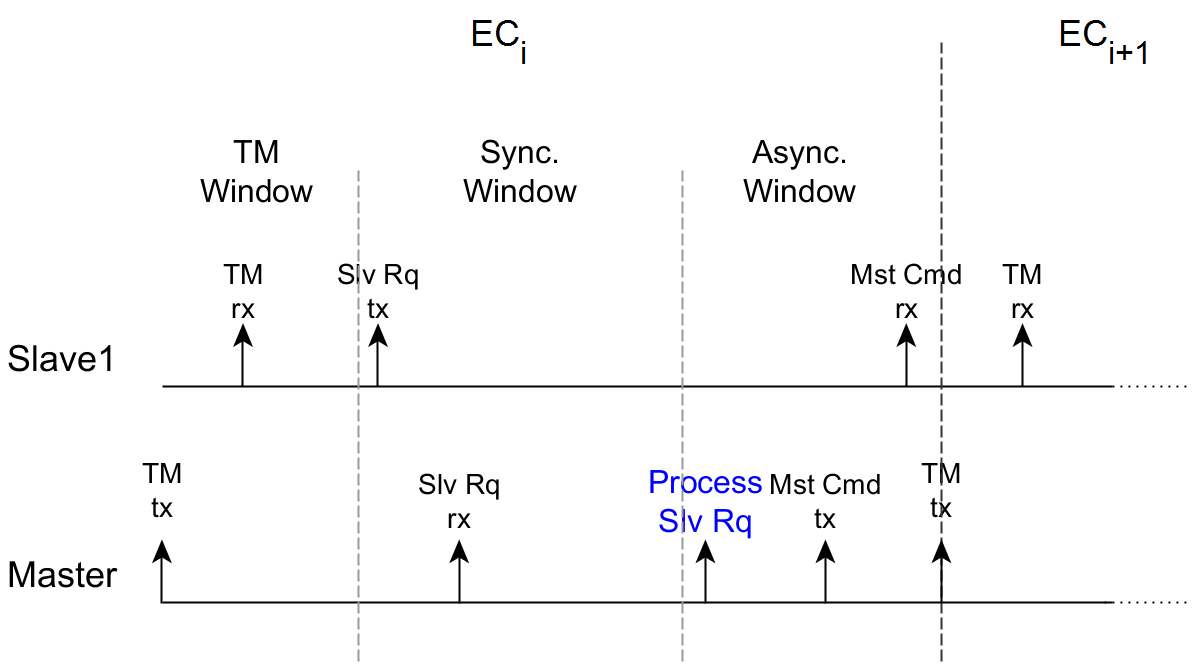 ECi
ECi+1
TM
Window
Sync.
Window
Async.
Window
TM
rx
Slv Rq
tx
Mst Cmd
rx
TM
rx
Slave1
TM
tx
Slv Rq
rx
Process
Slv Rq
Mst Cmd
tx
TM
tx
Master